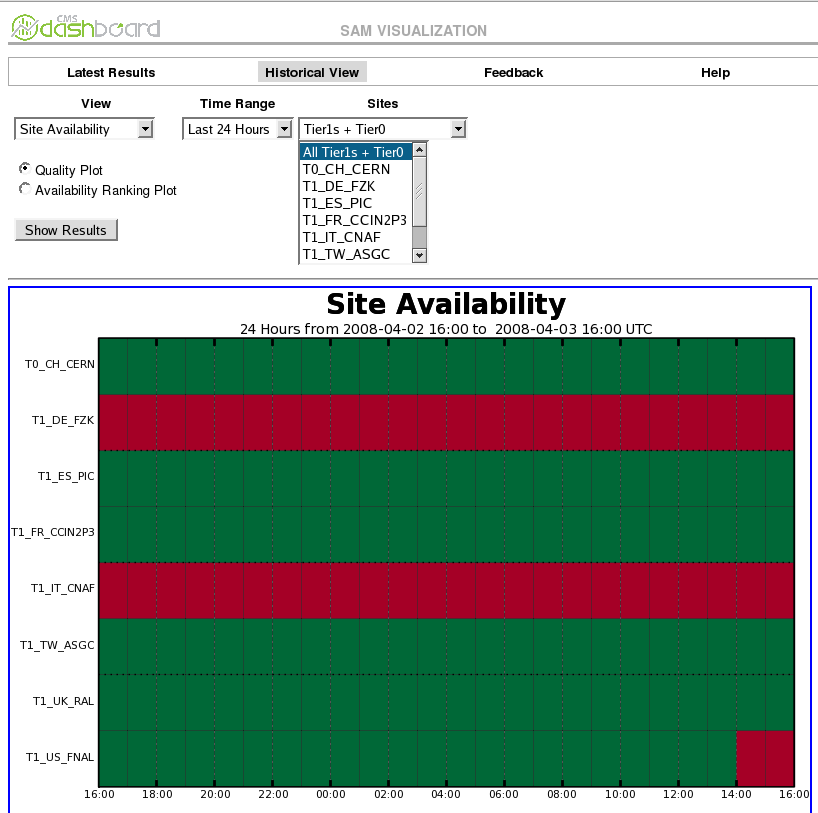 CMS
dashboard
SAM VISUALIZATION
Latest Results Historical View Feedback Help
View Time Range Sites
Site Availability Last 24 Hours Tier1s + Tier0
All Tier1s + Tier0
T0_CH_CERN
T1_DE_FZK
T1_ES_PIC
T1_FR_CCIN2P3
T1_IT_CNAF
T1_TW_ASGC
Quality Plot
Availability Ranking Plot
Show Results
Site Availability
24 Hours from 2008-04-02 16:00 to 2008-04-03 16:00 UTC
T0_CH_CERN
T1_DE_FZK
T1_ES_PIC
T1_FR_CCIN2P3
T1_IT_CNAF
T1_TW_ASGC
T1_UK_RAL
T1_US_FNAL
16:00 18:00 20:00 22:00 00:00 02:00 04:00 06:00 08:00 10:00 12:00 14:00 16:00